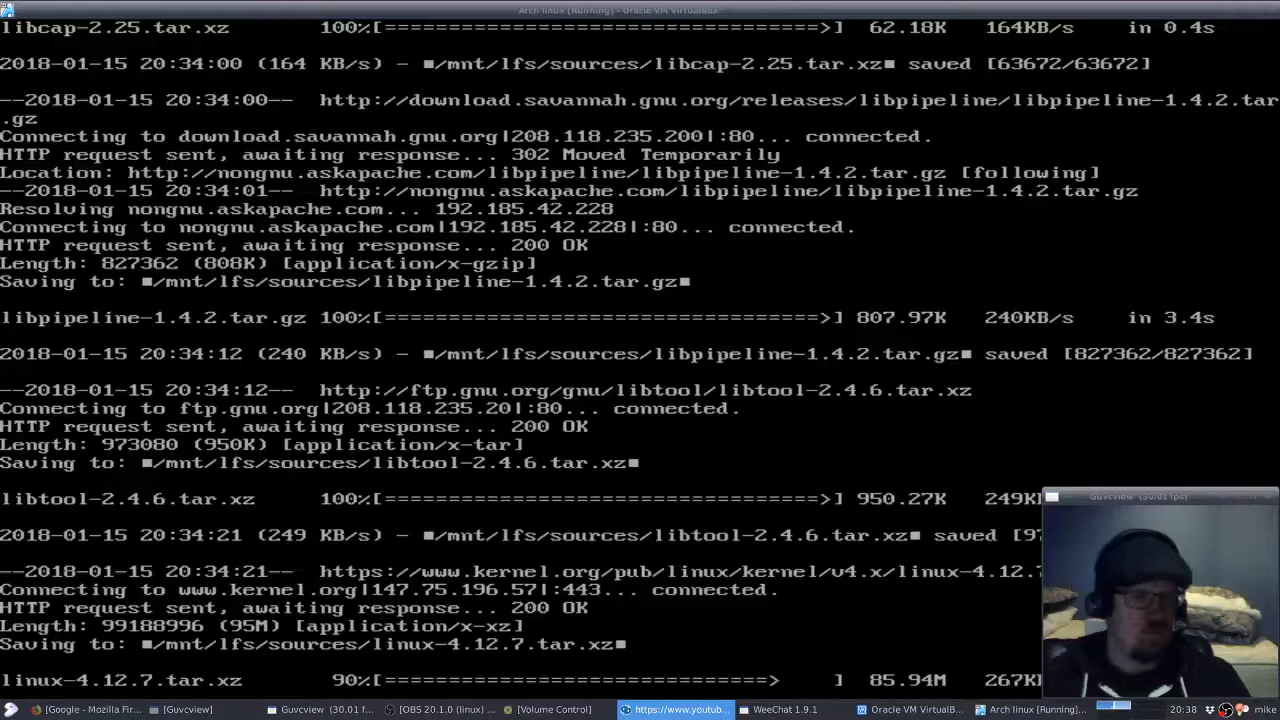 Arch linux [Running] - Oracle VM VirtualBox
libcap-2.25.tar.xz 100%[==================================>] 62.18K 164KB/s in 0.4s
2018-01-15 20:34:00 (164 KB/s) - ■/mnt/lfs/sources/libcap-2.25.tar.xz■ saved [63672/63672]
--2018-01-15 20:34:00-- http://download.savannah.gnu.org/releases/libpipeline/libpipeline-1.4.2.tar
.gz
Connecting to download.savannah.gnu.org|208.118.235.200|:80... connected.
HTTP request sent, awaiting response... 302 Moved Temporarily
Location: http://nongnu.askapache.com/libpipeline/libpipeline-1.4.2.tar.gz [following]
--2018-01-15 20:34:01-- http://nongnu.askapache.com/libpipeline/libpipeline-1.4.2.tar.gz
Resolving nongnu.askapache.com... 192.185.42.228
Connecting to nongnu.askapache.com|192.185.42.228|:80... connected.
HTTP request sent, awaiting response... 200 OK
Length: 827362 (808K) [application/x-gzip]
Saving to: ■/mnt/lfs/sources/libpipeline-1.4.2.tar.gz■
libpipeline-1.4.2.tar.gz 100%[==================================>] 807.97K 240KB/s in 3.4s
2018-01-15 20:34:12 (240 KB/s) - ■/mnt/lfs/sources/libpipeline-1.4.2.tar.gz■ saved [827362/827362]
--2018-01-15 20:34:12-- http://ftp.gnu.org/gnu/libtool/libtool-2.4.6.tar.xz
Connecting to ftp.gnu.org|208.118.235.20|:80... connected.
HTTP request sent, awaiting response... 200 OK
Length: 973080 (950K) [application/x-tar]
Saving to: ■/mnt/lfs/sources/libtool-2.4.6.tar.xz■
libtool-2.4.6.tar.xz 100%[==================================>] 950.27K 249K
2018-01-15 20:34:21 (249 KB/s) - ■/mnt/lfs/sources/libtool-2.4.6.tar.xz■ saved [97
--2018-01-15 20:34:21-- https://www.kernel.org/pub/linux/kernel/v4.x/linux-4.12.7
Connecting to www.kernel.org|147.75.196.57|:443... connected.
HTTP request sent, awaiting response... 200 OK
Length: 99188996 (95M) [application/x-xz]
Saving to: ■/mnt/lfs/sources/linux-4.12.7.tar.xz■
linux-4.12.7.tar.xz 90%[==============================> ] 85.94M 267K
Guvcview (30.01 fps)
[Google - Mozilla Fir... [Guvcview] Guvcview (30.01 f... [OBS 20.1.0 (linux) ... [Volume Control] https://www.youtub... WeeChat 1.9.1 Oracle VM VirtualB... Arch linux [Running]... 20:38 mike